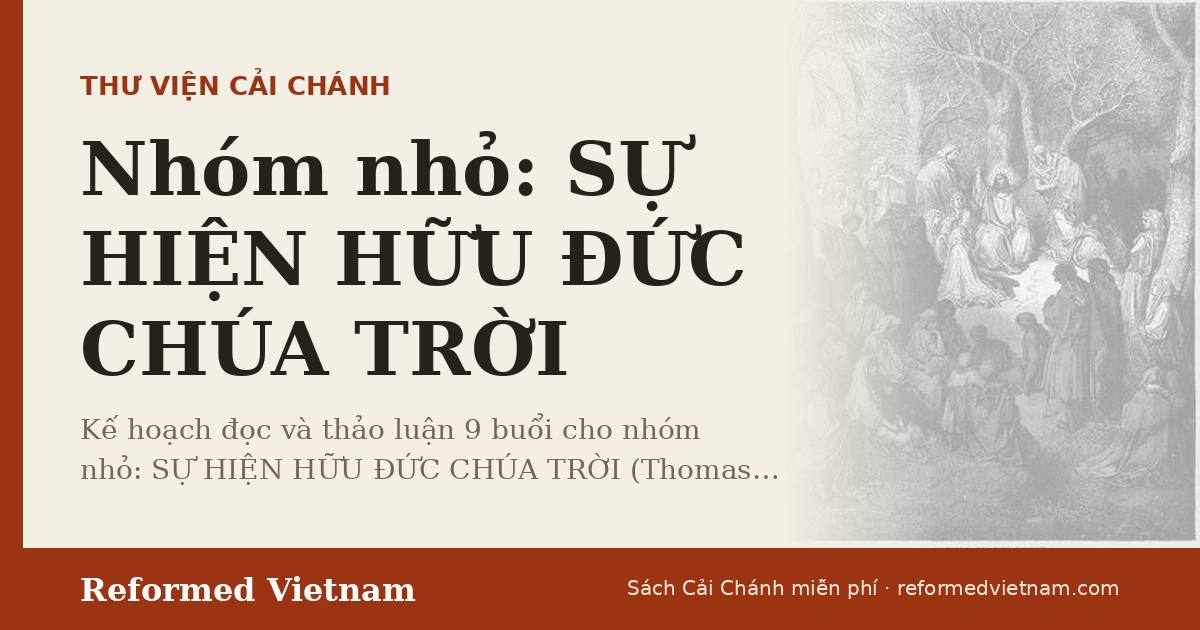 THƯ VIỆN CẢI CHÁNH
Nhóm nhỏ: SỰ
HIỆN HỮU ĐỨC
CHÚA TRỜI
Kế hoạch đọc và thảo luận 9 buổi cho nhóm
nhỏ: SỰ HIỆN HỮU ĐỨC CHÚA TRỜI (Thomas...
Reformed Vietnam
Sách Cải Chánh miễn phí · reformedvietnam.com